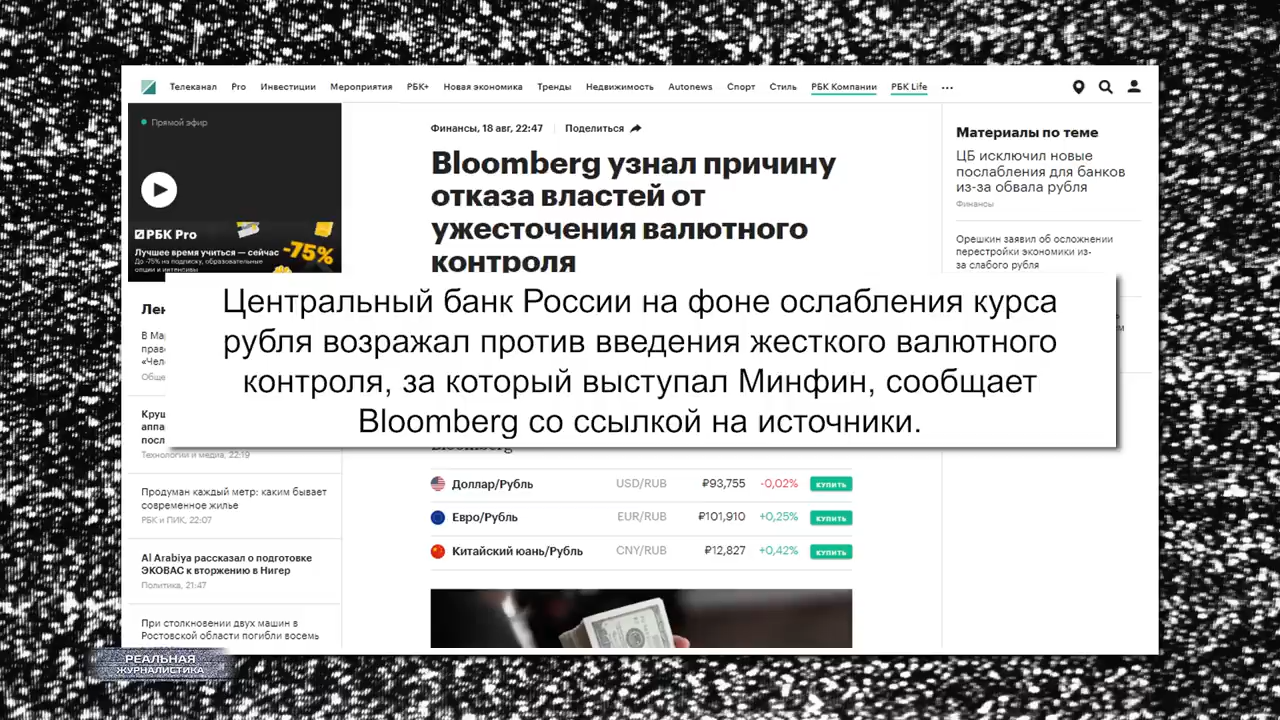 Телеканал Pro Инвестиции Мероприятия РБК+ Новая экономика Тренды Недвижимость Autonews Спорт Стиль РБК Компании РБК Life ...
Прямой эфир
РБК Pro
Лучшее время учиться — сейчас
До -75% на подписку, образовательные
опции и интенсивы
-75%
Финансы, 18 авг, 22:47 Поделиться
Bloomberg узнал причину
отказа властей от
ужесточения валютного
контроля
Материалы по теме
ЦБ исключил новые
послабления для банков
из-за обвала рубля
Финансы
Орешкин заявил об осложнении
перестройки экономики из-
за слабого рубля
Центральный банк России на фоне ослабления курса
рубля возражал против введения жесткого валютного
контроля, за который выступал Минфин, сообщает
Bloomberg со ссылкой на источники.
Технологии и медиа, 22:19
Продуман каждый метр: каким бывает
современное жилье
РБК и ПИК, 22:07
Al Arabiya рассказал о подготовке
ЭКОВАС к вторжению в Нигер
Политика, 21:47
При столкновении двух машин в
Ростовской области погибли восемь
Доллар/Рубль USD/RUB ₽93,755 -0,02% КУПИТЬ
Евро/Рубль EUR/RUB ₽101,910 +0,25% КУПИТЬ
Китайский юань/Рубль CNY/RUB ₽12,827 +0,42% КУПИТЬ
РЕАЛЬНАЯ
ЖУРНАЛИСТИКА